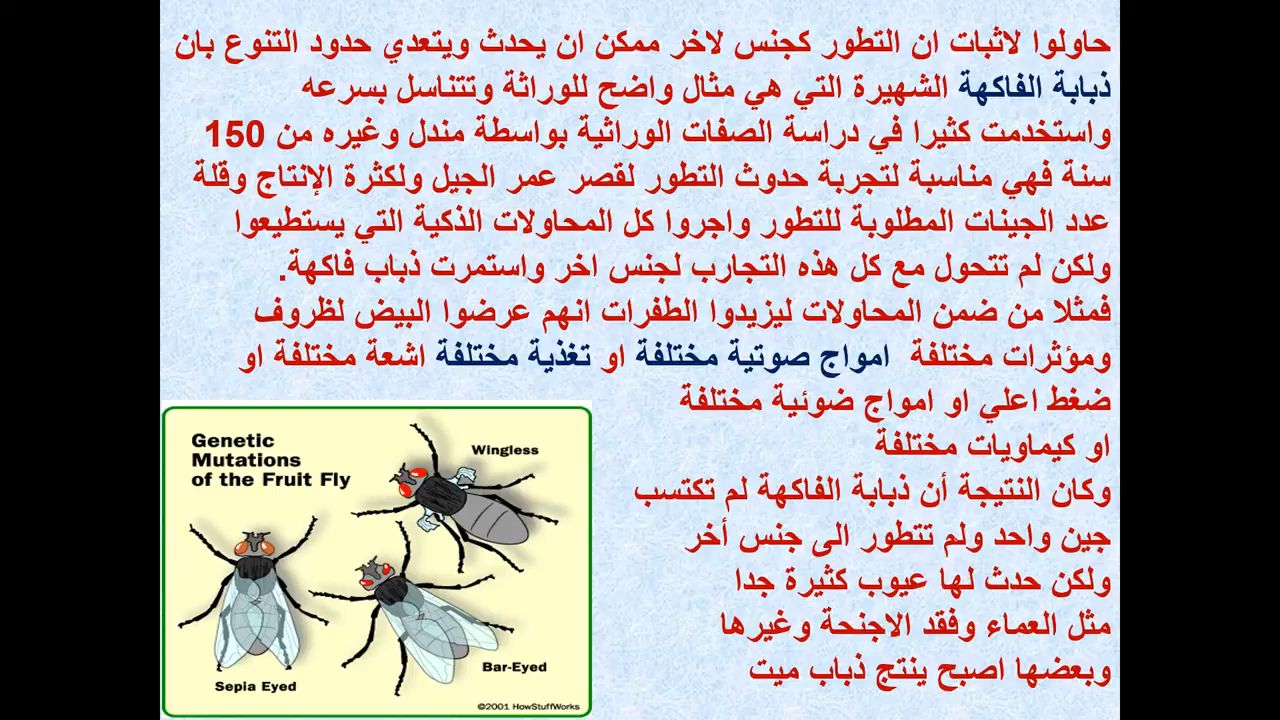 حاولوا لاثبات ان التطور كجنس لاخر ممكن ان يحدث ويتعدي حدود التنوع بان
ذبابة الفاكهة الشهيرة التي هي مثال واضح للوراثة وتتناسل بسرعه
واستخدمت كثيرا في دراسة الصفات الوراثية بواسطة مندل وغيره من 150
سنة فهي مناسبة لتجربة حدوث التطور لقصر عمر الجيل ولكثرة الإنتاج وقلة
عدد الجينات المطلوبة للتطور واجروا كل المحاولات الذكية التي يستطيعوا
ولكن لم تتحول مع كل هذه التجارب لجنس اخر واستمرت ذباب فاكهة.
فمثلا من ضمن المحاولات ليزيدوا الطفرات انهم عرضوا البيض لظروف
ومؤثرات مختلفة امواج صوتية مختلفة او تغذية مختلفة اشعة مختلفة او
ضغط اعلي او امواج ضوئية مختلفة
او كيماويات مختلفة
وكان النتيجة أن ذبابة الفاكهة لم تكتسب
جين واحد ولم تتطور الى جنس أخر
ولكن حدث لها عيوب كثيرة جدا
مثل العماء وفقد الاجنحة وغيرها
وبعضها اصبح ينتج ذباب ميت
Genetic
Mutations
of the Fruit Fly
Wingless
Bar-Eyed
Sepia Eyed
©2001 HowStuffWorks